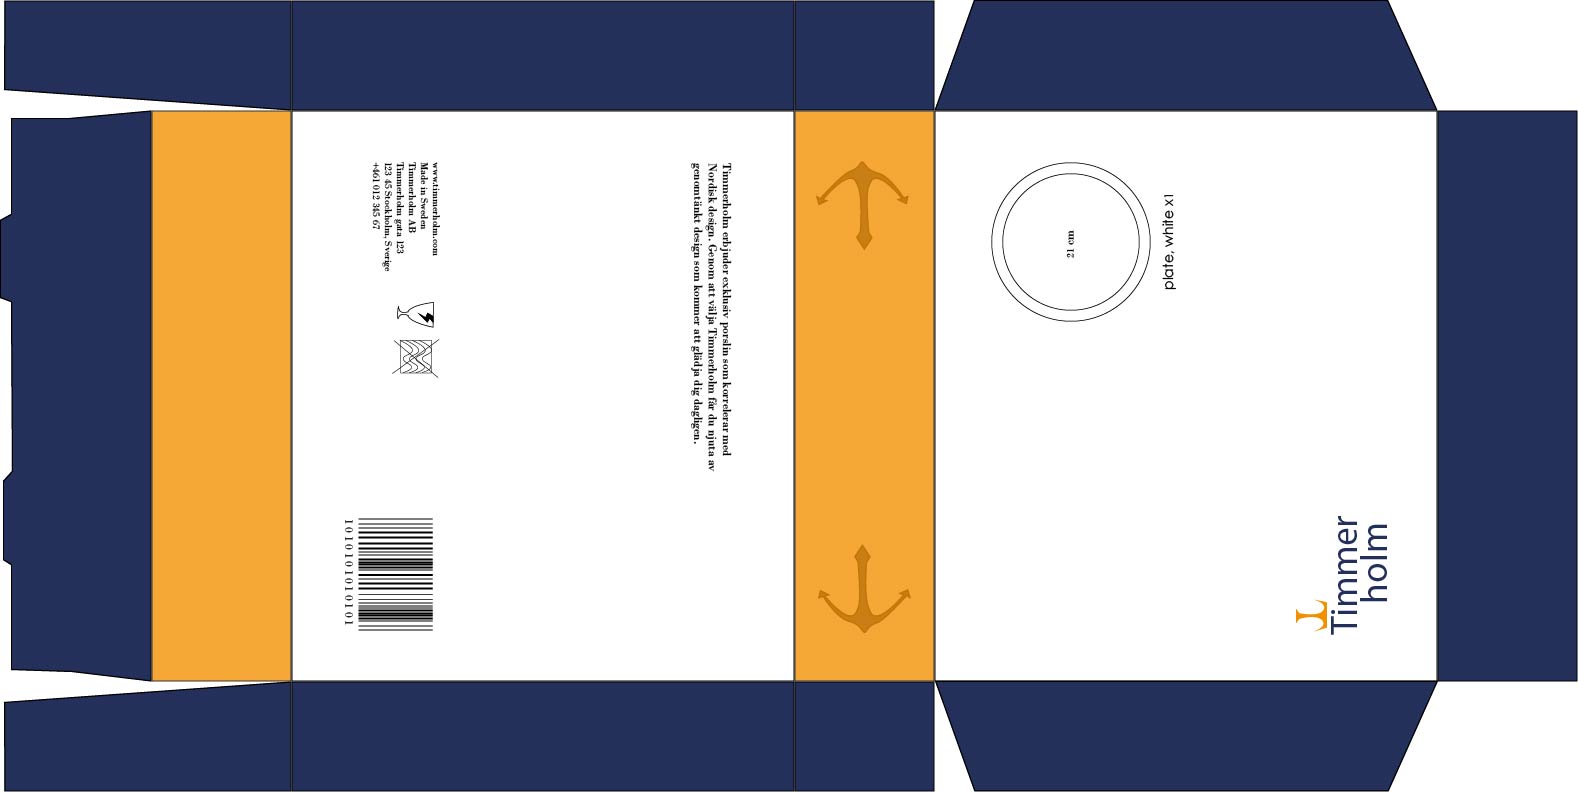 www.timmerholm.com
Made in Sweden
Timmerholm AB
Timmerholm gata 123
123 45 Stockholm, Sverige
+461 012 345 67
1010101010101
Timmerholm erbjuder exklusiv porslin som korrelerar med
Nordisk design. Genom att välja Timmerholm får du njuta av
genomtänkt design som kommer att glädja dig dagligen.
21 cm
plate, white x1
Timmer
holm